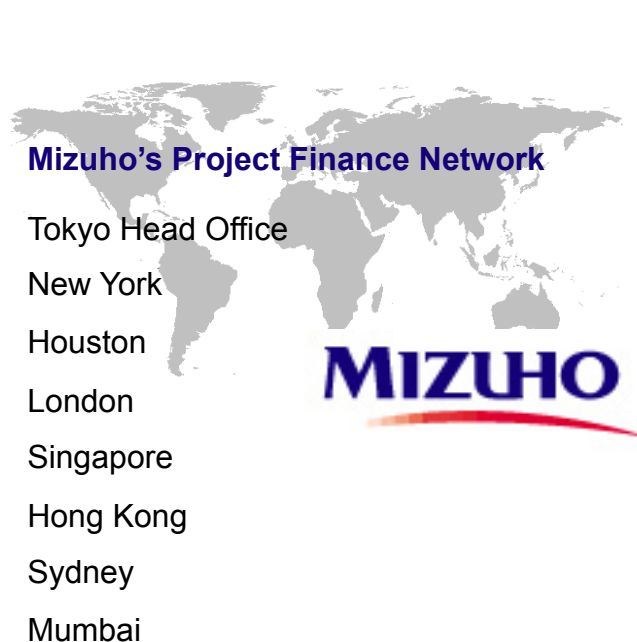 Mizuho's Project Finance Network
Tokyo Head Office
New York
Houston
MIZUHO
London
Singapore
Hong Kong
Sydney
Mumbai